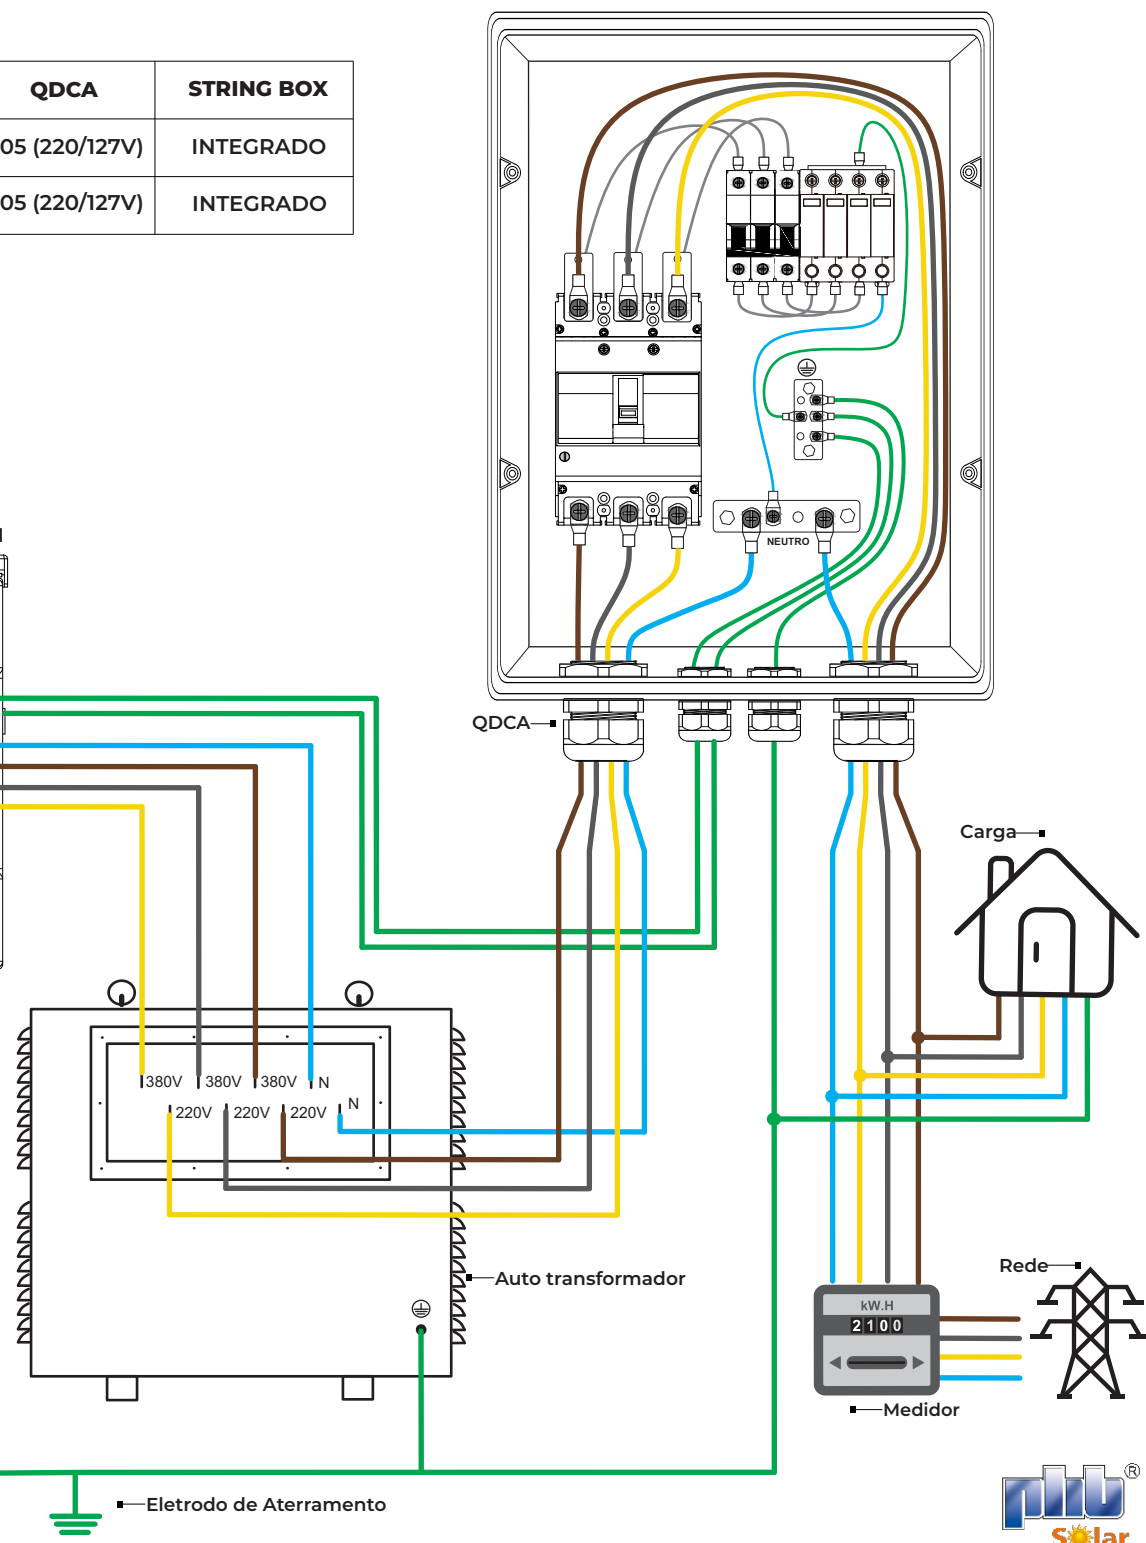 QDCA STRING BOX
05 (220/127V) INTEGRADO
05 (220/127V) INTEGRADO
NEUTRO
QDCA
Carga
380V 380V 380V N
220V 220V 220V N
Auto transformador
Rede
kW.H
2100
Medidor
Eletrodo de Aterramento
phb®
Solar